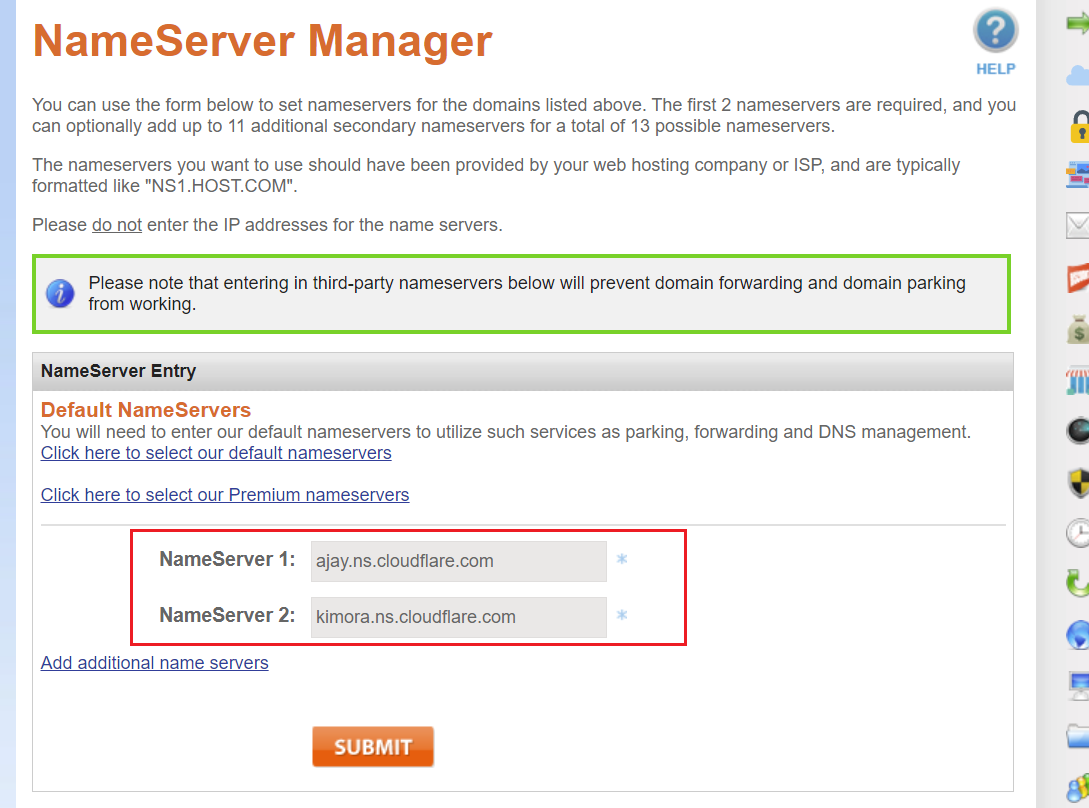 NameServer Manager
HELP
You can use the form below to set nameservers for the domains listed above. The first 2 nameservers are required, and you
can optionally add up to 11 additional secondary nameservers for a total of 13 possible nameservers.
The nameservers you want to use should have been provided by your web hosting company or ISP, and are typically
formatted like "NS1.HOST.COM".
Please do not enter the IP addresses for the name servers.
Please note that entering in third-party nameservers below will prevent domain forwarding and domain parking
from working.
NameServer Entry
Default NameServers
You will need to enter our default nameservers to utilize such services as parking, forwarding and DNS management.
Click here to select our default nameservers
Click here to select our Premium nameservers
NameServer 1: ajay.ns.cloudflare.com *
NameServer 2: kimora.ns.cloudflare.com *
Add additional name servers
SUBMIT